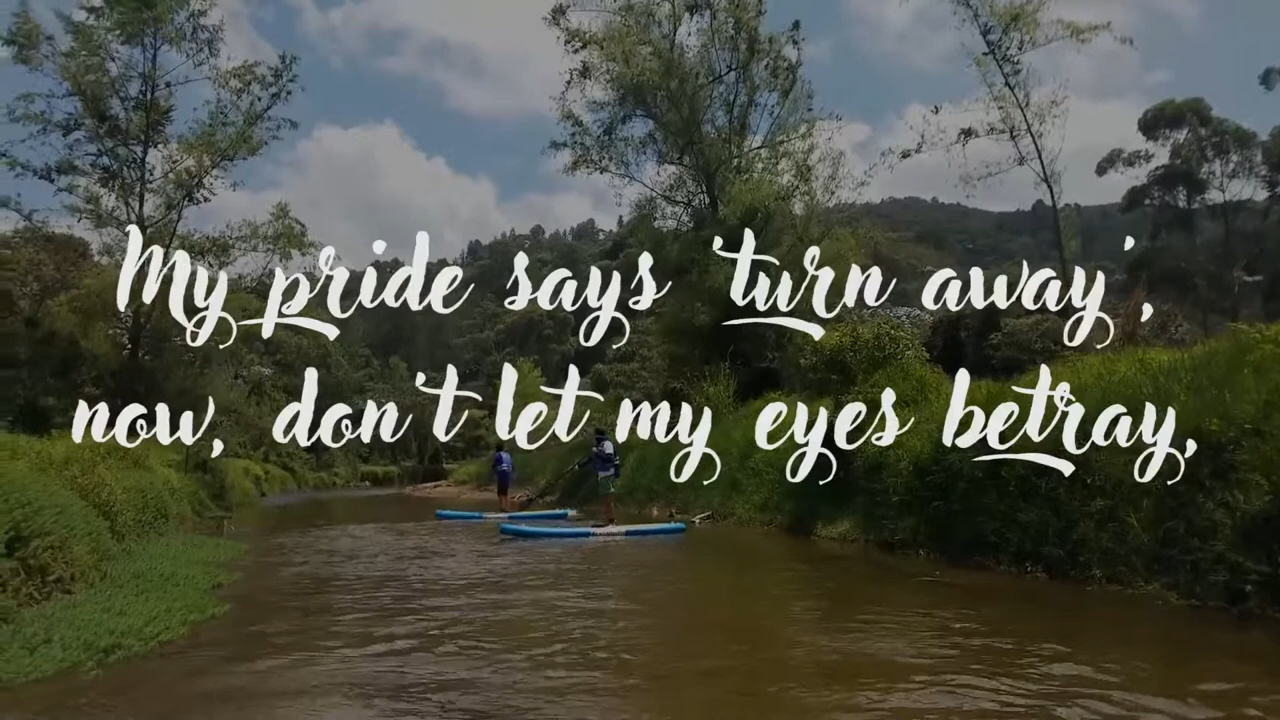 My pride says 'turn away',
now, don't let my eyes betray,